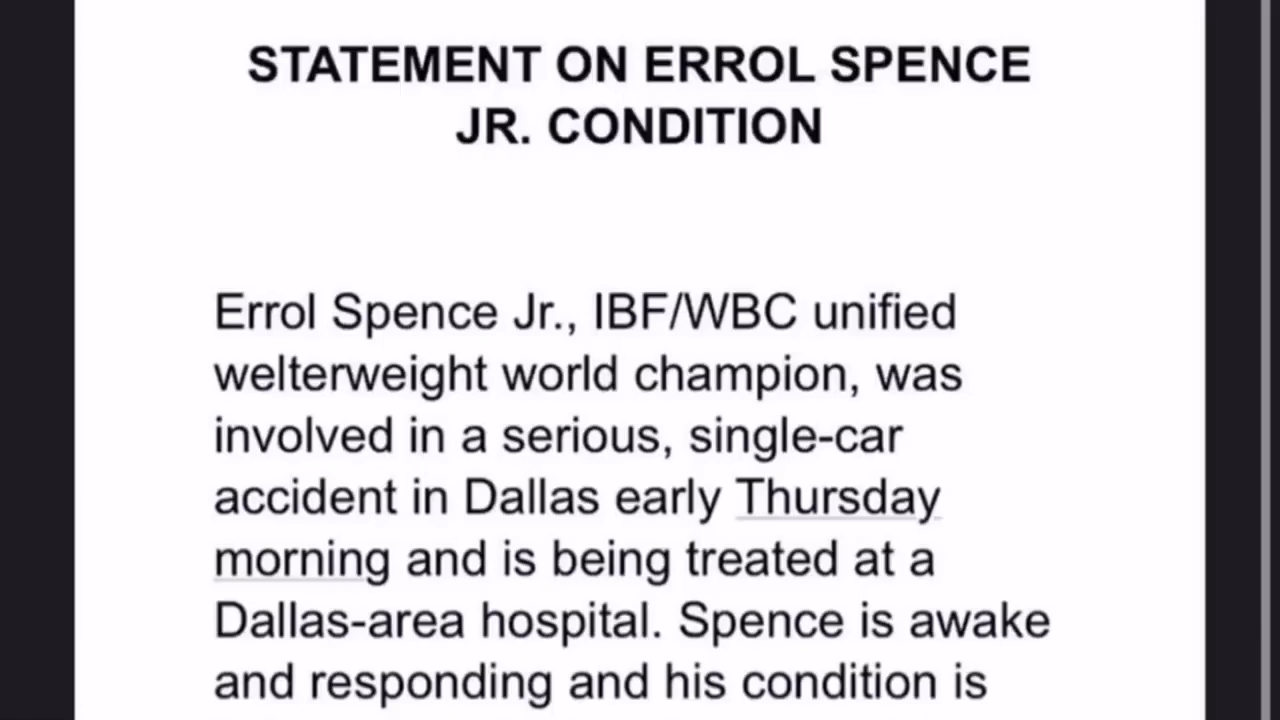 STATEMENT ON ERROL SPENCE
JR. CONDITION
Errol Spence Jr., IBF/WBC unified
welterweight world champion, was
involved in a serious, single-car
accident in Dallas early Thursday
morning and is being treated at a
Dallas-area hospital. Spence is awake
and responding and his condition is